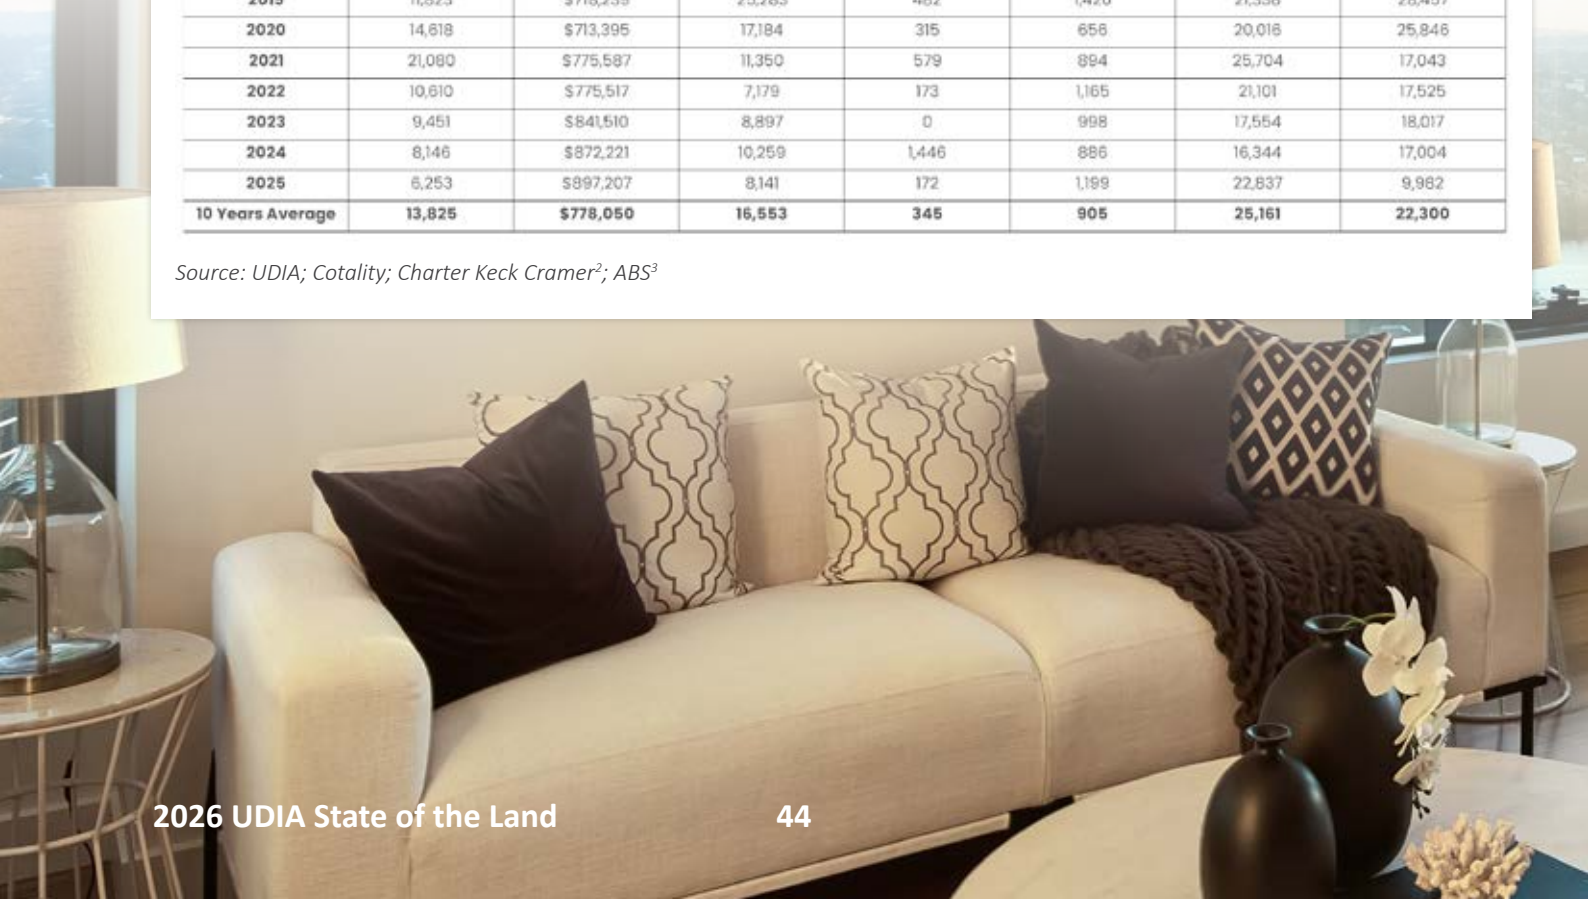 2020 14,618 $713,395 17,184 315 656 20,016 25,846
2021 21,080 $775,587 11,350 579 894 25,704 17,043
2022 10,610 $775,517 7,179 173 1,165 21,101 17,525
2023 9,451 $841,510 8,897 0 998 17,554 18,017
2024 8,146 $872,221 10,259 1,446 886 16,344 17,004
2025 6,253 $897,207 8,141 172 1,199 22,837 9,982
10 Years Average 13,825 $778,050 16,553 345 905 25,161 22,300
Source: UDIA; Cotality; Charter Keck Cramer²; ABS³
2026 UDIA State of the Land 44